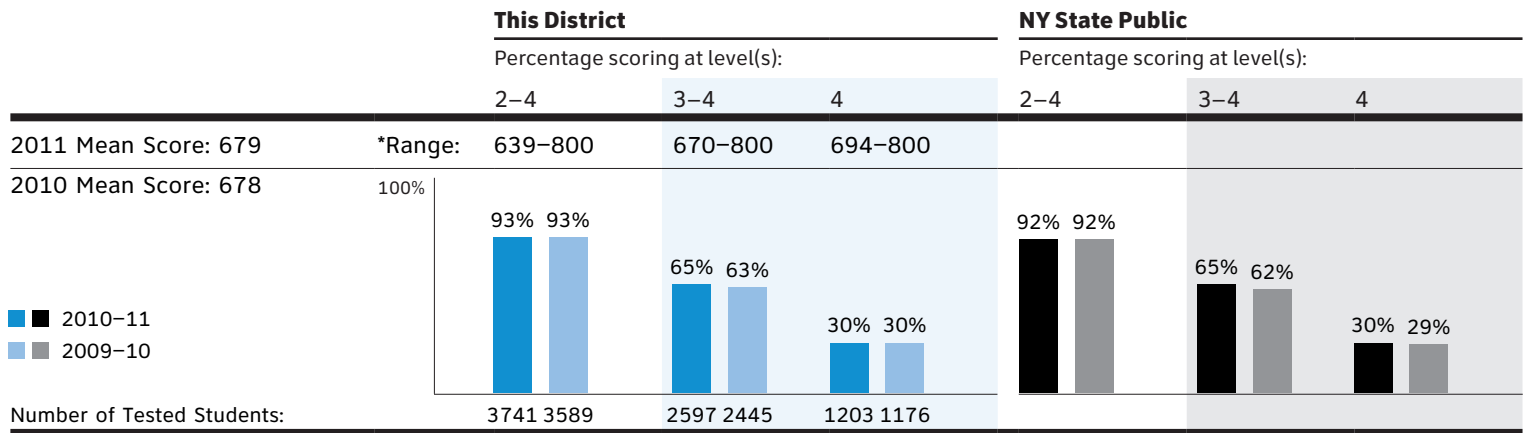 This District NY State Public
Percentage scoring at level(s): Percentage scoring at level(s):
2–4 3–4 4 2–4 3–4 4
2011 Mean Score: 679 *Range: 639–800 670–800 694–800
2010 Mean Score: 678 100%
93% 93% 65% 63% 30% 30% 92% 92% 65% 62% 30% 29%
2010–11
2009–10
Number of Tested Students: 3741 3589 2597 2445 1203 1176